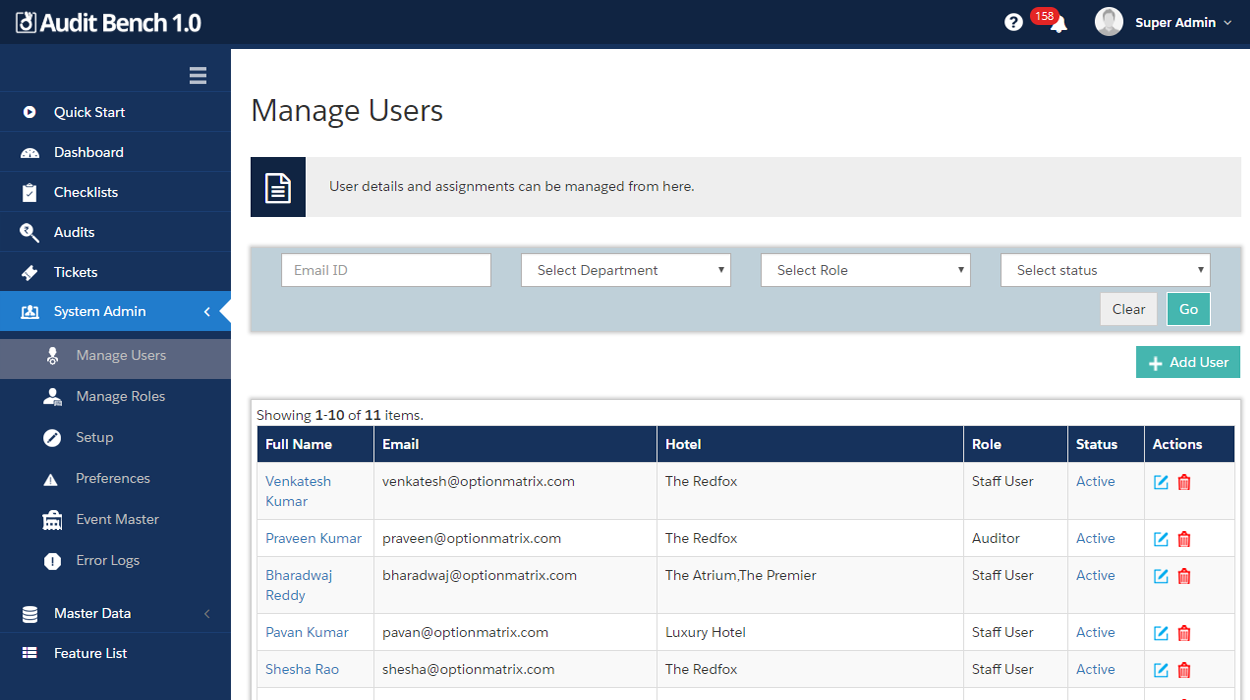 Audit Bench 1.0
158
Super Admin
Quick Start
Dashboard
Checklists
Audits
Tickets
System Admin
Manage Users
Manage Roles
Setup
Preferences
Event Master
Error Logs
Master Data
Feature List
Manage Users
User details and assignments can be managed from here.
Email ID Select Department Select Role Select status
Clear Go
Add User
Showing 1-10 of 11 items.
Full Name Email Hotel Role Status Actions
Venkatesh Kumar venkatesh@optionmatrix.com The Redfox Staff User Active
Praveen Kumar praveen@optionmatrix.com The Redfox Auditor Active
Bharadwaj Reddy bharadwaj@optionmatrix.com The Atrium,The Premier Staff User Active
Pavan Kumar pavan@optionmatrix.com Luxury Hotel Staff User Active
Shesha Rao shesha@optionmatrix.com The Redfox Staff User Active